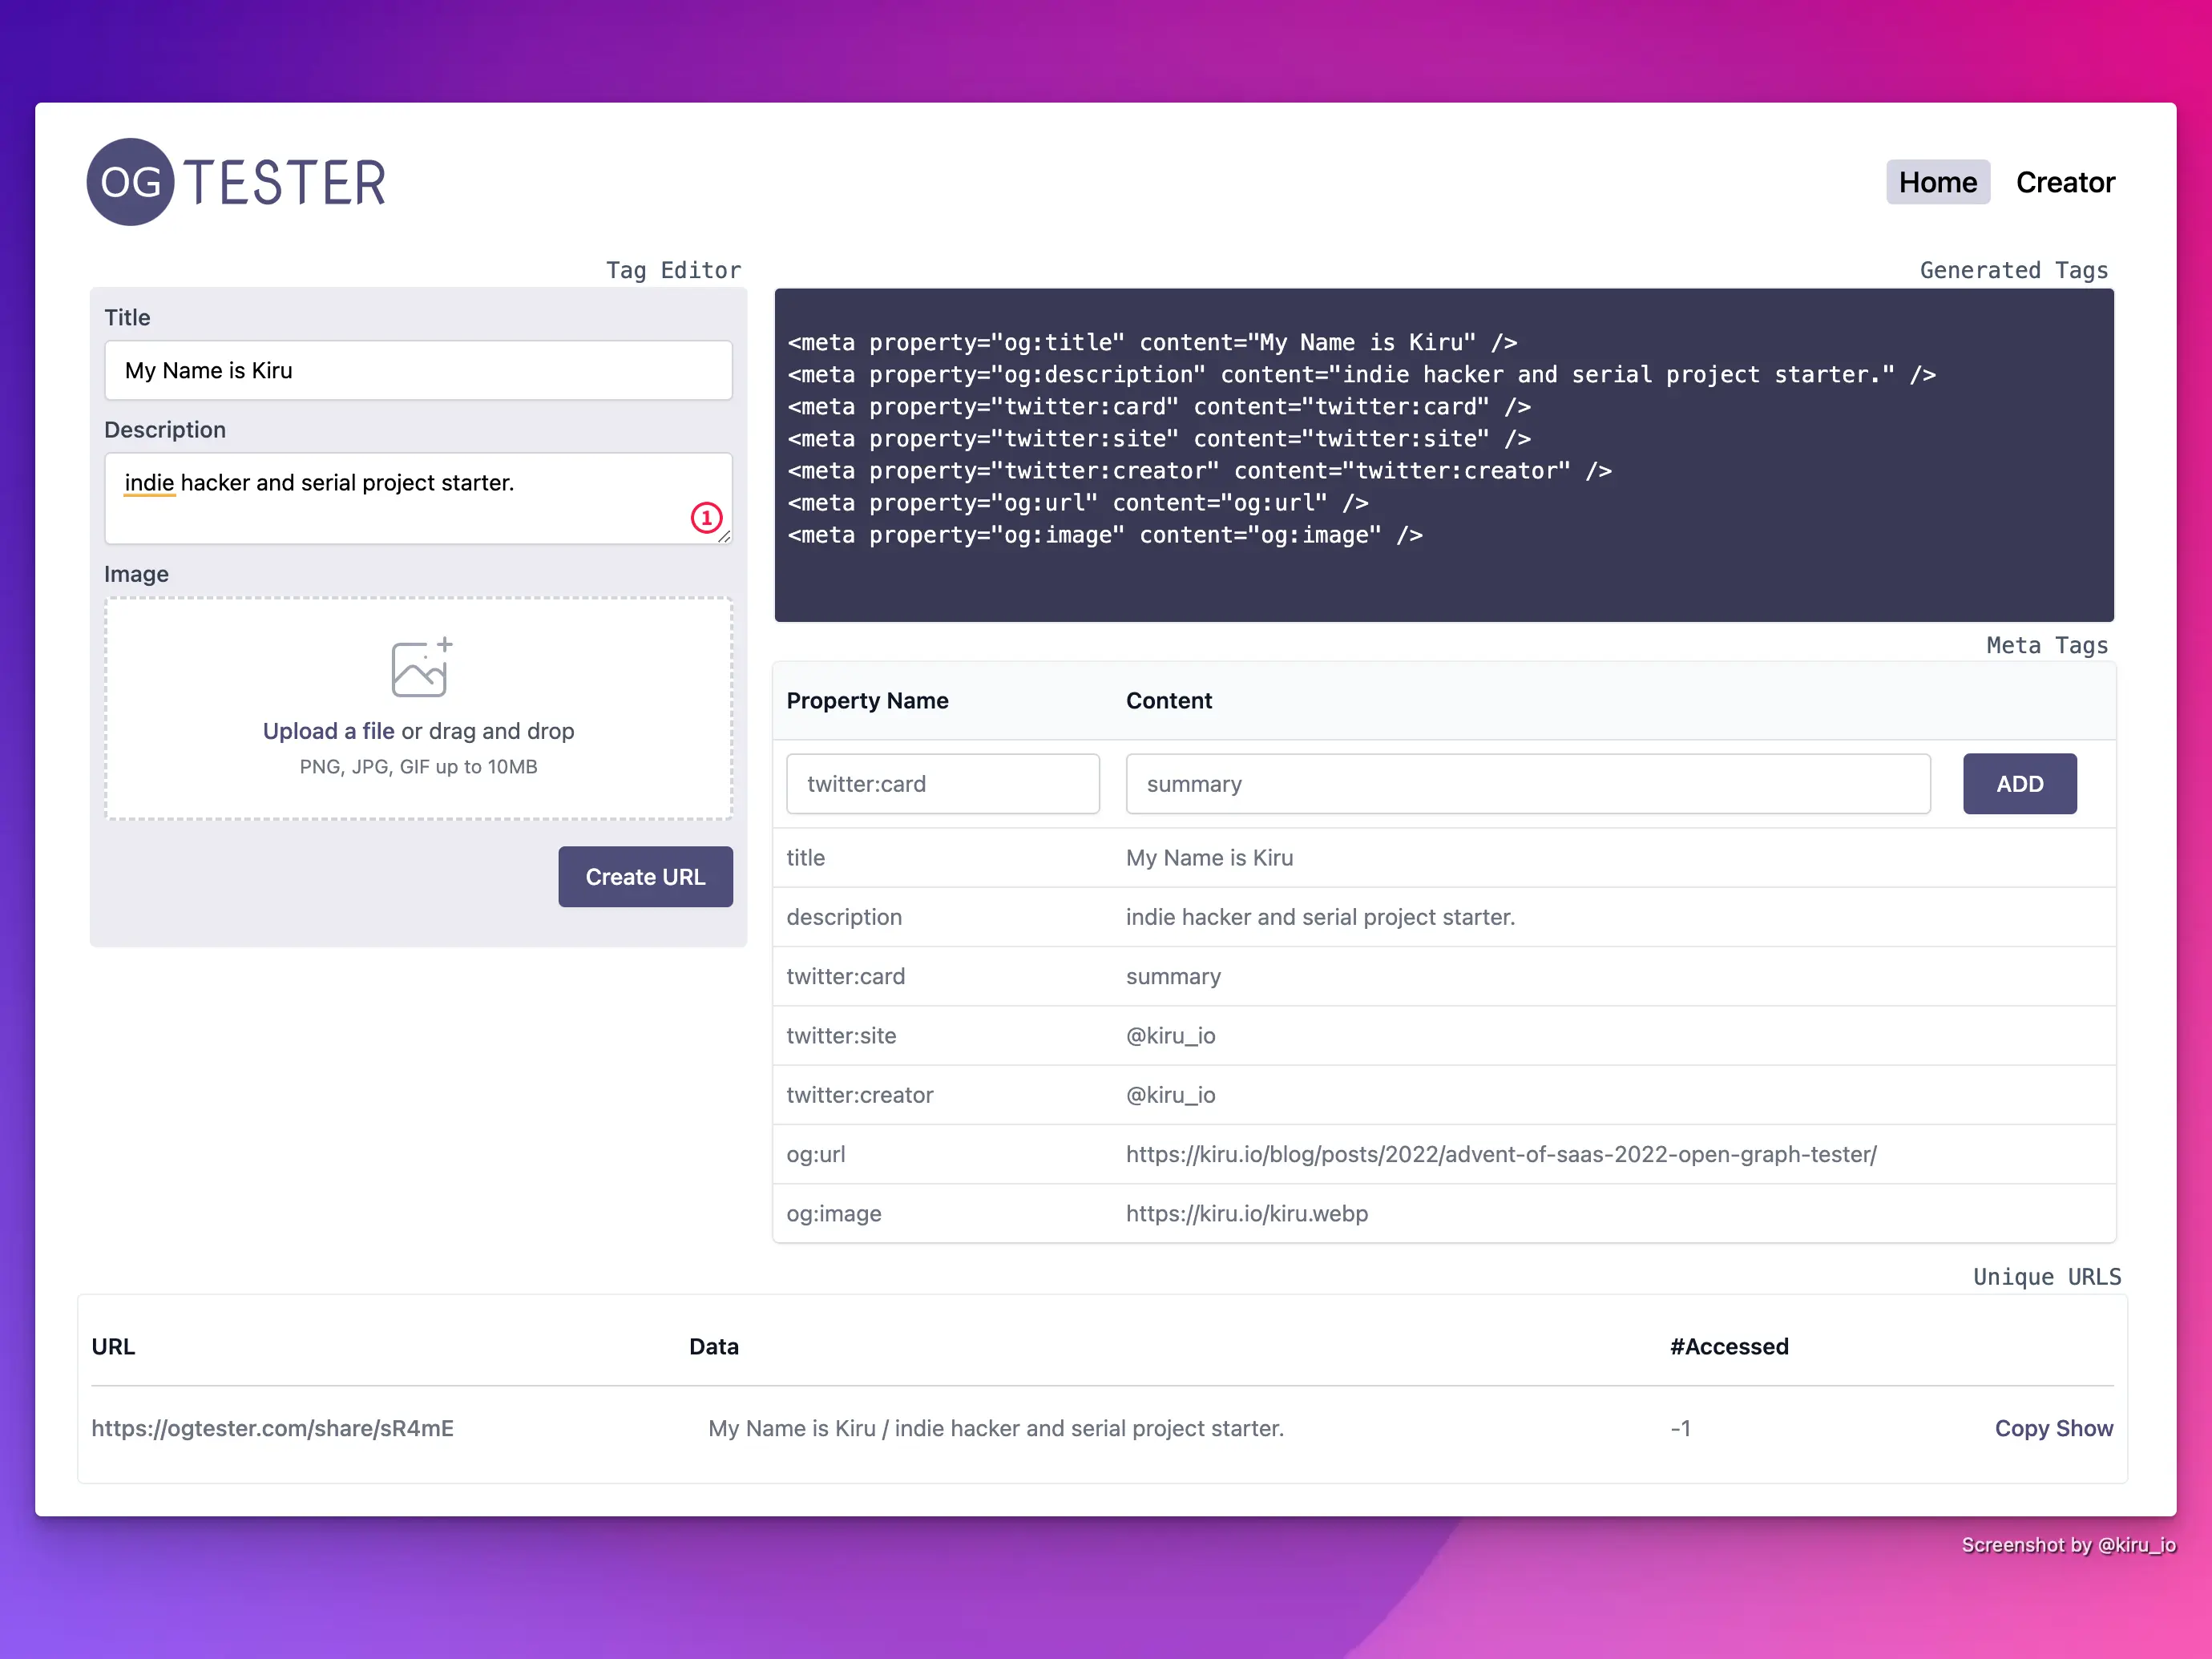 OG TESTER
Home Creator
Tag Editor
Title
My Name is Kiru
Description
indie hacker and serial project starter.
1
Image
Upload a file or drag and drop
PNG, JPG, GIF up to 10MB
Create URL
Generated Tags
<meta property="og:title" content="My Name is Kiru" />
<meta property="og:description" content="indie hacker and serial project starter." />
<meta property="twitter:card" content="twitter:card" />
<meta property="twitter:site" content="twitter:site" />
<meta property="twitter:creator" content="twitter:creator" />
<meta property="og:url" content="og:url" />
<meta property="og:image" content="og:image" />
Meta Tags
Property Name Content
twitter:card summary ADD
title My Name is Kiru
description indie hacker and serial project starter.
twitter:card summary
twitter:site @kiru_io
twitter:creator @kiru_io
og:url https://kiru.io/blog/posts/2022/advent-of-saas-2022-open-graph-tester/
og:image https://kiru.io/kiru.webp
Unique URLS
URL Data #Accessed
https://ogtester.com/share/sR4mE My Name is Kiru / indie hacker and serial project starter. -1 Copy Show
Screenshot by @kiru_io